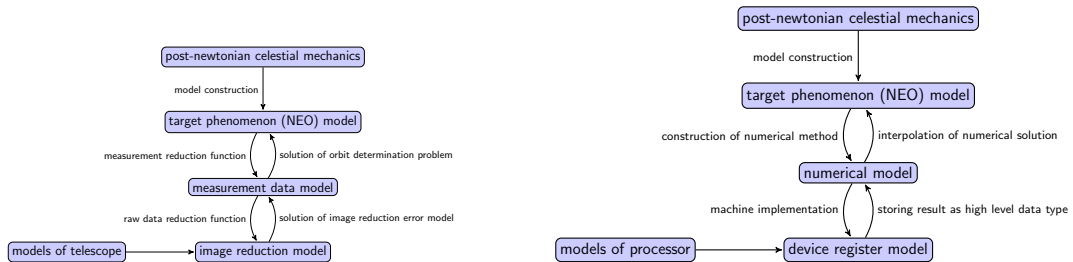 post-newtonian celestial mechanics
model construction
target phenomenon (NEO) model
measurement reduction function
solution of orbit determination problem
measurement data model
raw data reduction function
solution of image reduction error model
models of telescope
image reduction model
post-newtonian celestial mechanics
model construction
target phenomenon (NEO) model
construction of numerical method
interpolation of numerical solution
numerical model
machine implementation
storing result as high level data type
models of processor
device register model